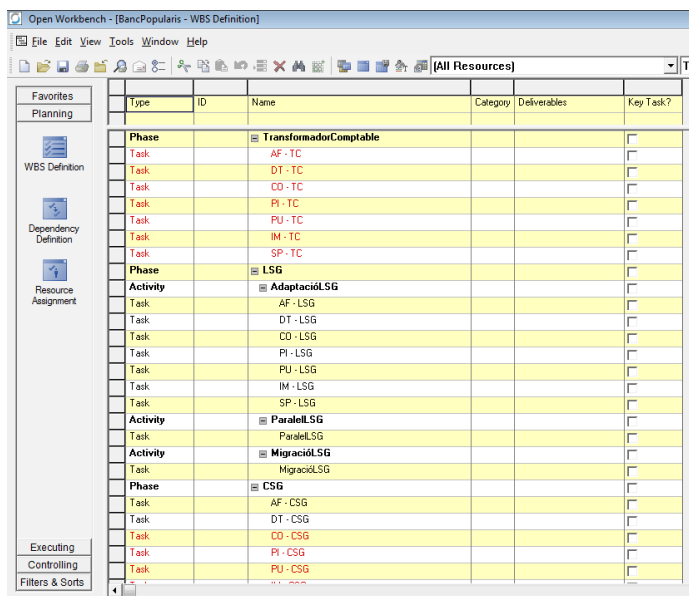 Open Workbench - [BancPopularis - WBS Definition]
File Edit View Tools Window Help
[All Resources]
Favorites
Planning
WBS Definition
Dependency Definition
Resource Assignment
Executing
Controlling
Filters & Sorts
Type ID Name Category Deliverables Key Task?
Phase TransformadorComptable
Task AF - TC
Task DT - TC
Task CO - TC
Task PI - TC
Task PU - TC
Task IM - TC
Task SP - TC
Phase LSG
Activity AdaptacióLSG
Task AF - LSG
Task DT - LSG
Task CO - LSG
Task PI - LSG
Task PU - LSG
Task IM - LSG
Task SP - LSG
Activity ParalelLSG
Task ParalelLSG
Activity MigracióLSG
Task MigracióLSG
Phase CSG
Task AF - CSG
Task DT - CSG
Task CO - CSG
Task PI - CSG
Task PU - CSG